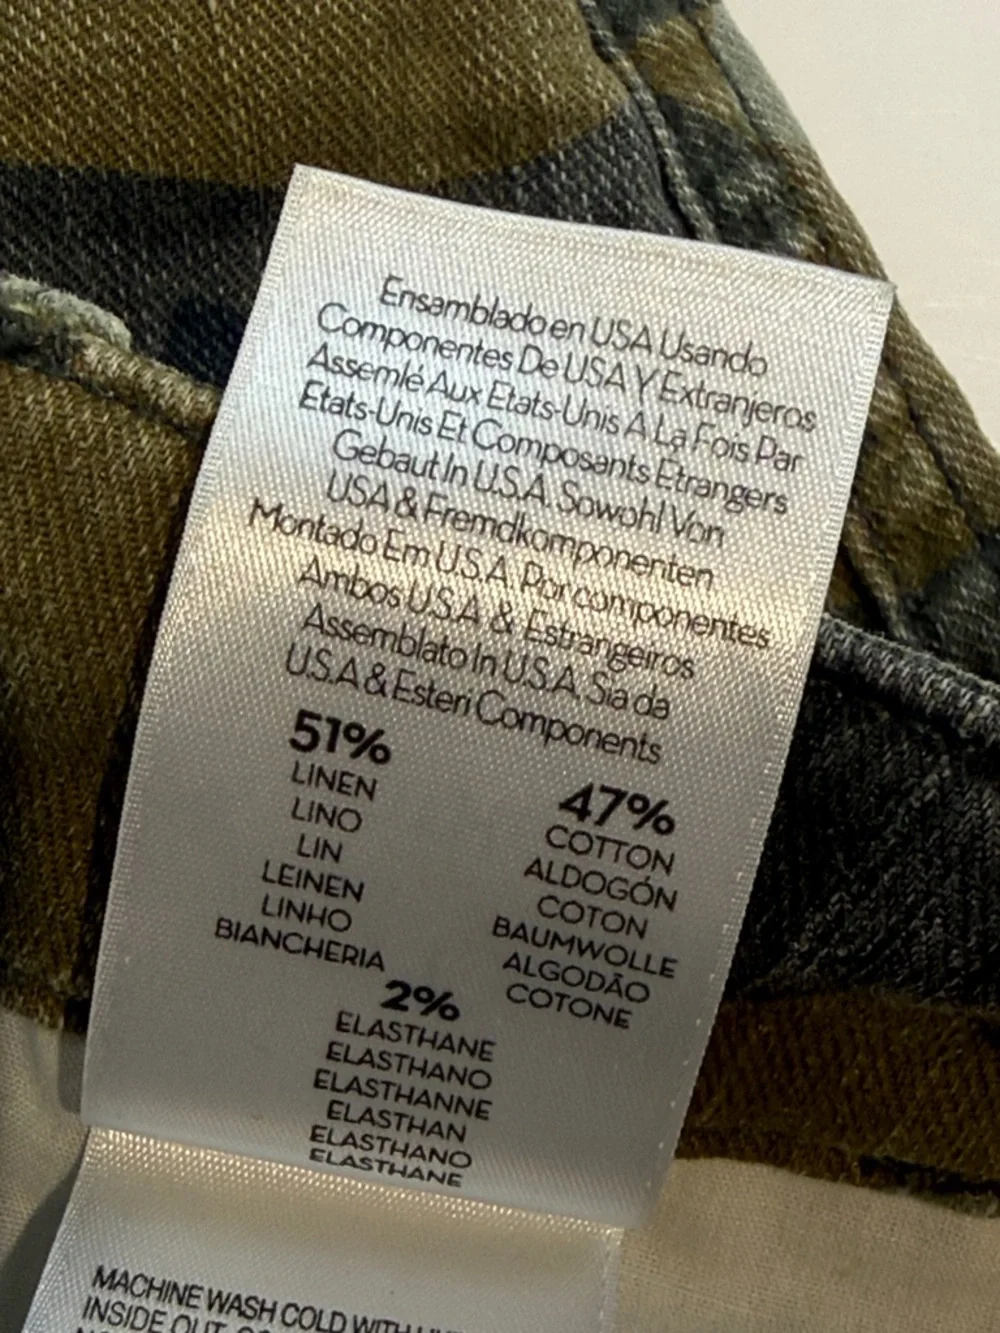 Ensamblado en USA Usando
Componentes De USA Y Extranjeros
Assemlé Aux Etats-Unis A La Fois Par
Etats-Unis Et Composants Etrangers
Gebaut In U.S.A. Sowohl Von
USA & Fremdkomponenten
Montado Em U.S.A. Por componentes
Ambos U.S.A & Estrangeiros
Assemblato In U.S.A. Sia da
U.S.A & Esteri Components
51%
LINEN
LINO
LIN
LEINEN
LINHO
BIANCHERIA
47%
COTTON
ALDOGÓN
COTON
BAUMWOLLE
ALGODÃO
COTONE
2%
ELASTHANE
ELASTHANO
ELASTHANNE
ELASTHAN
ELASTHANO
ELASTHANE
MACHINE WASH COLD WITH
INSIDE OUT.